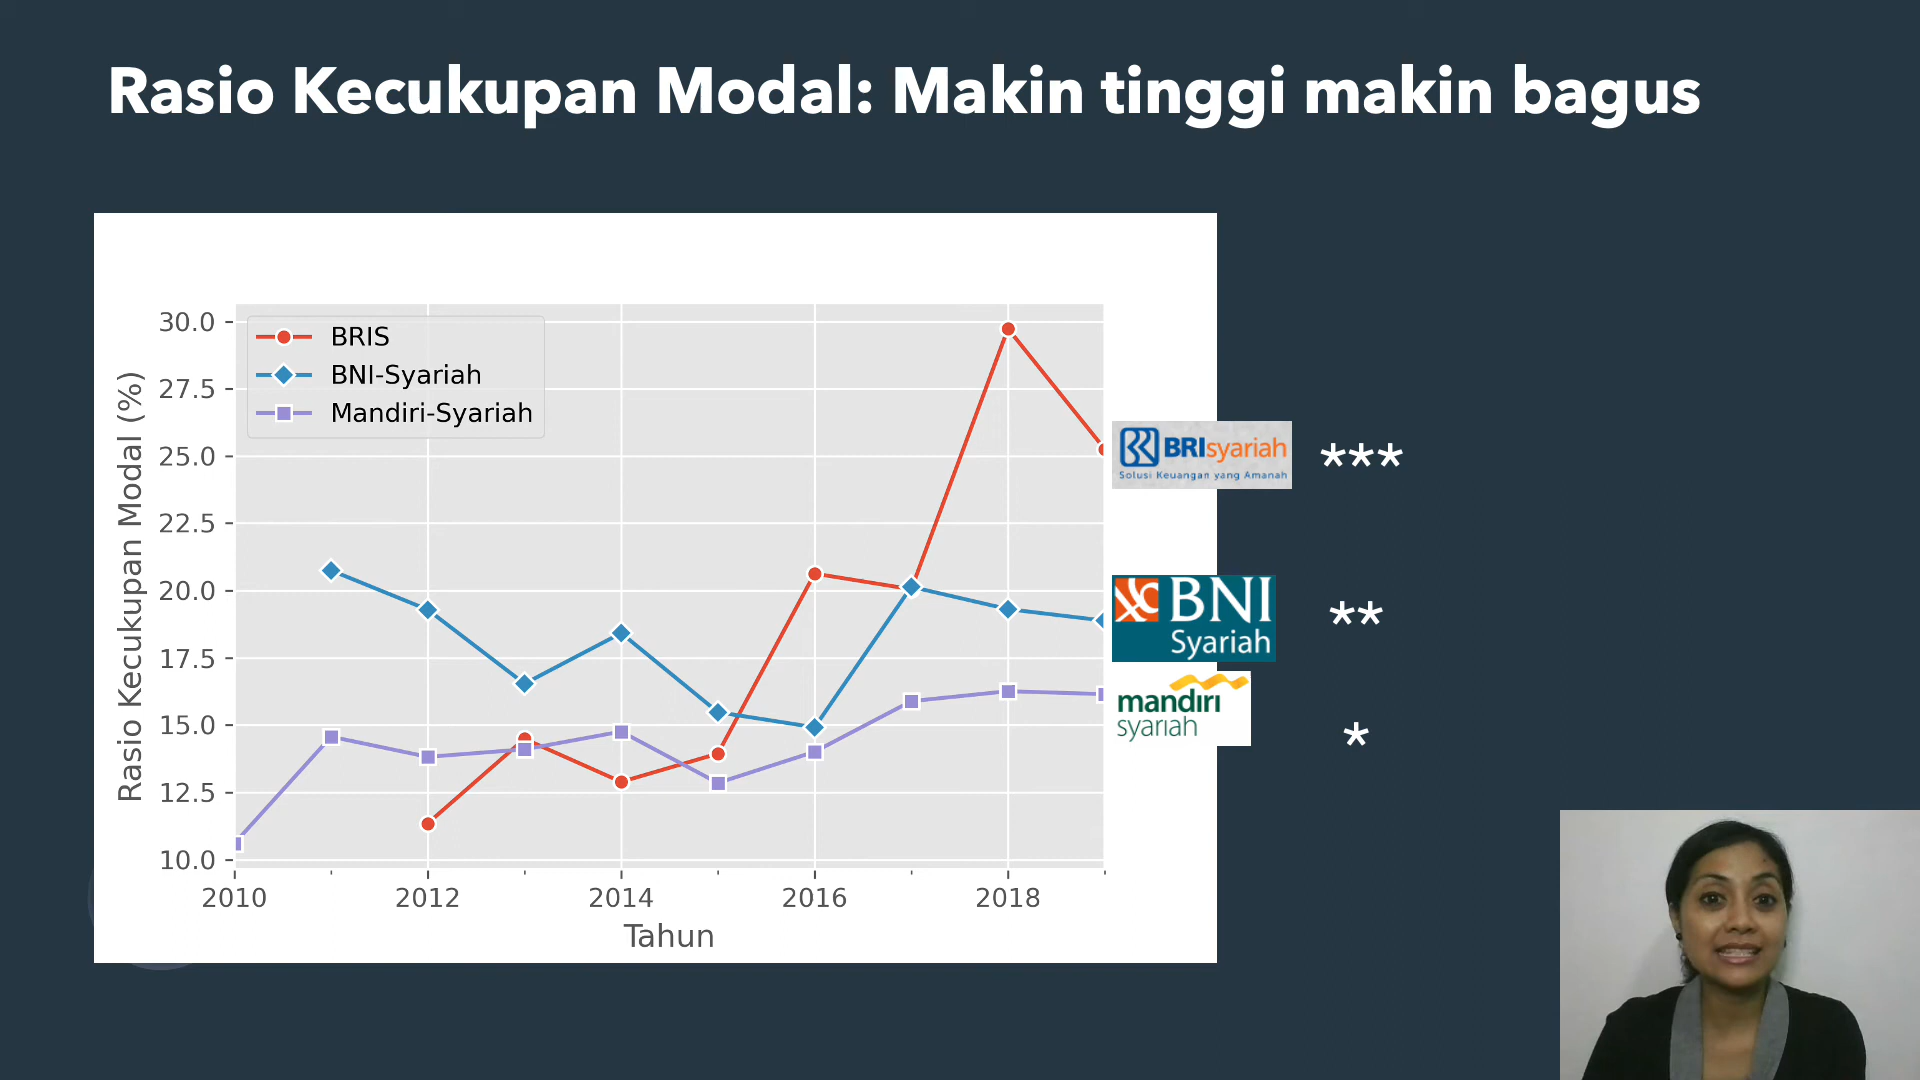 Rasio Kecukupan Modal: Makin tinggi makin bagus
30.0
27.5
25.0
22.5
20.0
17.5
15.0
12.5
10.0
Rasio Kecukupan Modal (%)
BRIS
BNI-Syariah
Mandiri-Syariah
2010
2012
2014
2016
2018
Tahun
BRIsyariah
Solusi Keuangan yang Amanah
***
BNI
Syariah
**
mandiri
syariah
*